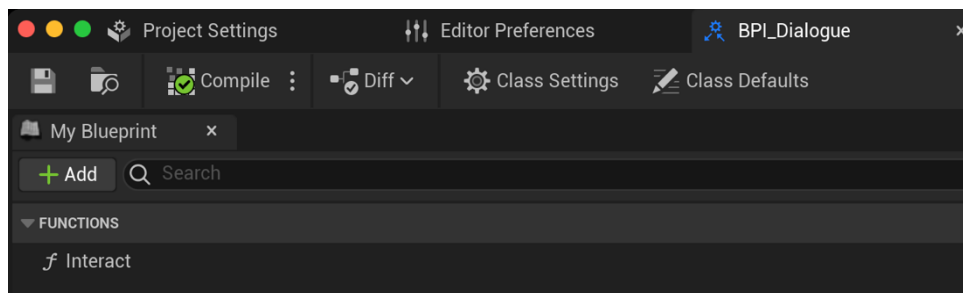 Project Settings Editor Preferences BPI_Dialogue
Compile Diff Class Settings Class Defaults
My Blueprint
Add Search
FUNCTIONS
Interact